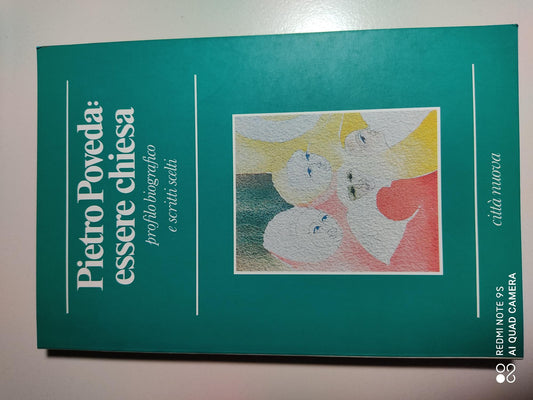 Pietro Poveda:
essere chiesa
profilo biografico
e scritti scelti
città nuova
REDMI NOTE 9S
AI QUAD CAMERA